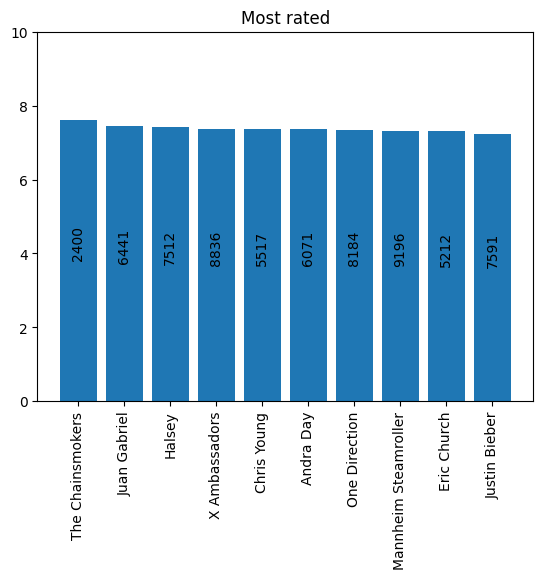 Most rated
10
8
6
4
2
0
2400
6441
7512
8836
5517
6071
8184
9196
5212
7591
The Chainsmokers
Juan Gabriel
Halsey
X Ambassadors
Chris Young
Andra Day
One Direction
Mannheim Steamroller
Eric Church
Justin Bieber